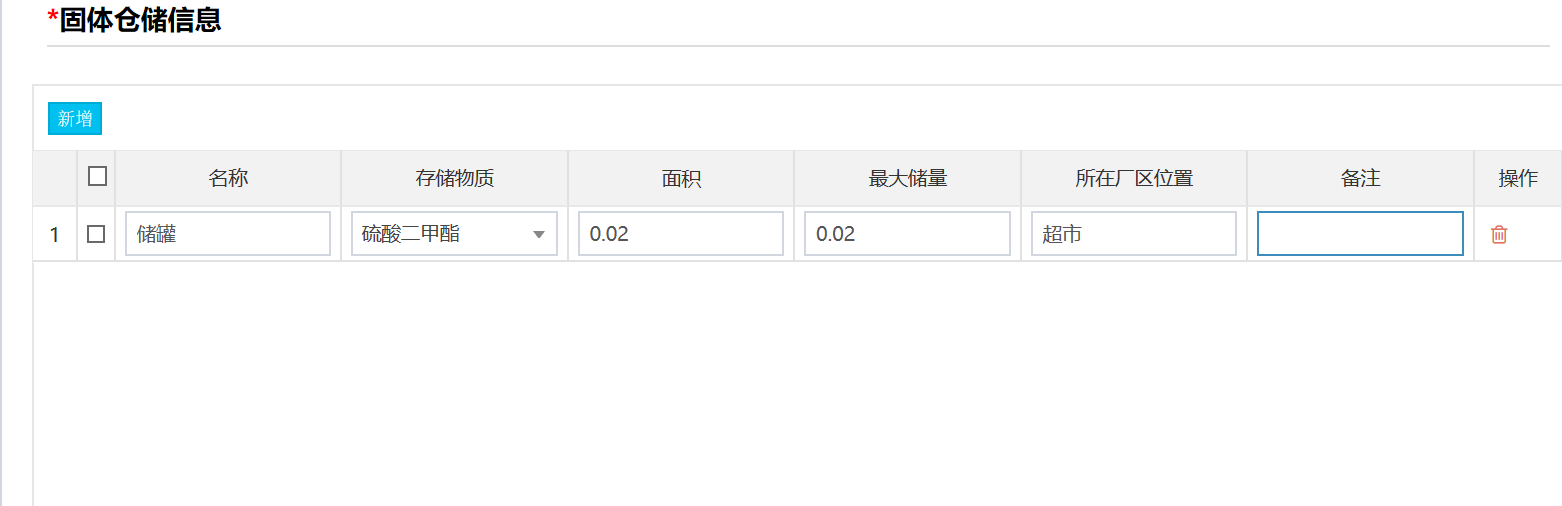 *固体仓储信息
新增
名称 存储物质 面积 最大储量 所在厂区位置 备注 操作
1 储罐 硫酸二甲酯 0.02 0.02 超市